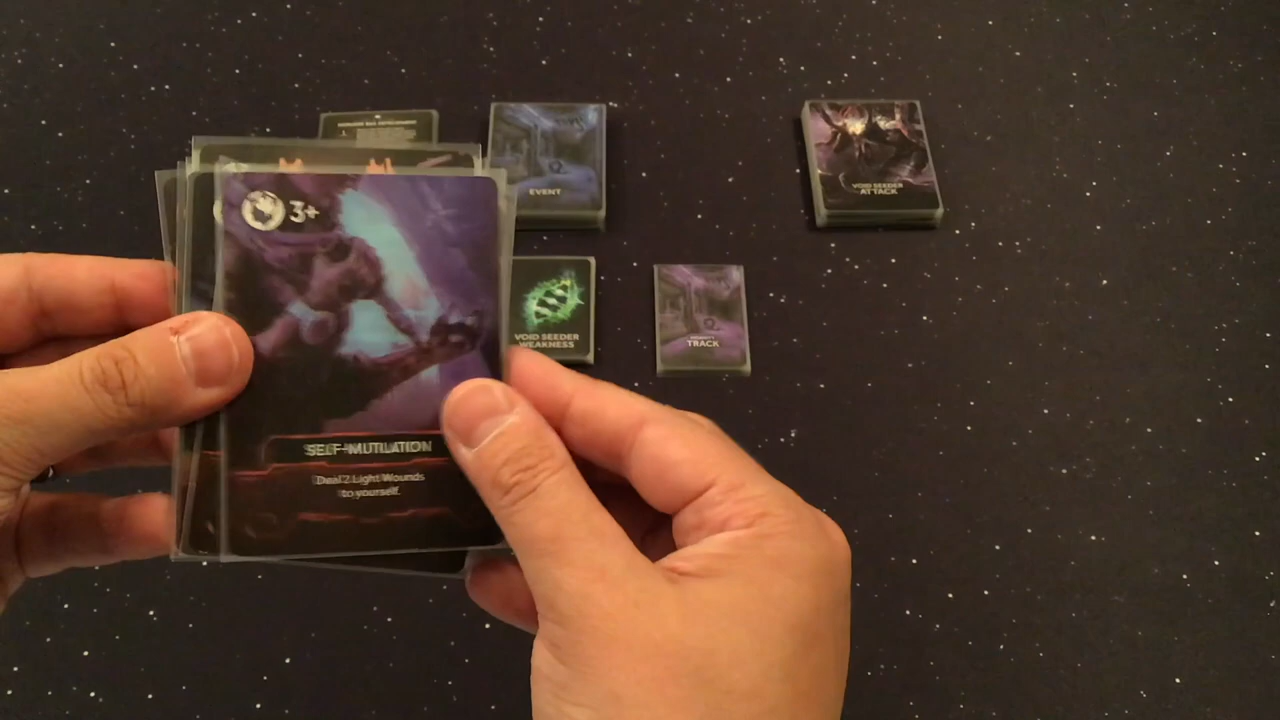 EVENT
VOID SEEDER
ATTACK
3+
VOID SEEDER
WEAKNESS
TRACK
SELF-MUTILATION
Deal 2 Light Wounds
to yourself.